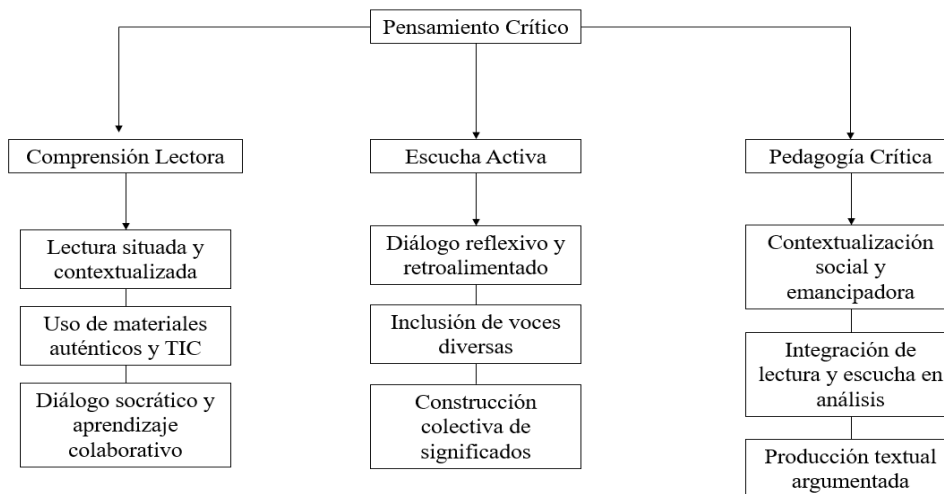 Pensamiento Crítico
Comprensión Lectora
Lectura situada y
contextualizada
Uso de materiales
auténticos y TIC
Diálogo socrático y
aprendizaje
colaborativo
Escucha Activa
Diálogo reflexivo y
retroalimentado
Inclusión de voces
diversas
Construcción
colectiva de
significados
Pedagogía Crítica
Contextualización
social y
emancipadora
Integración de
lectura y escucha en
análisis
Producción textual
argumentada